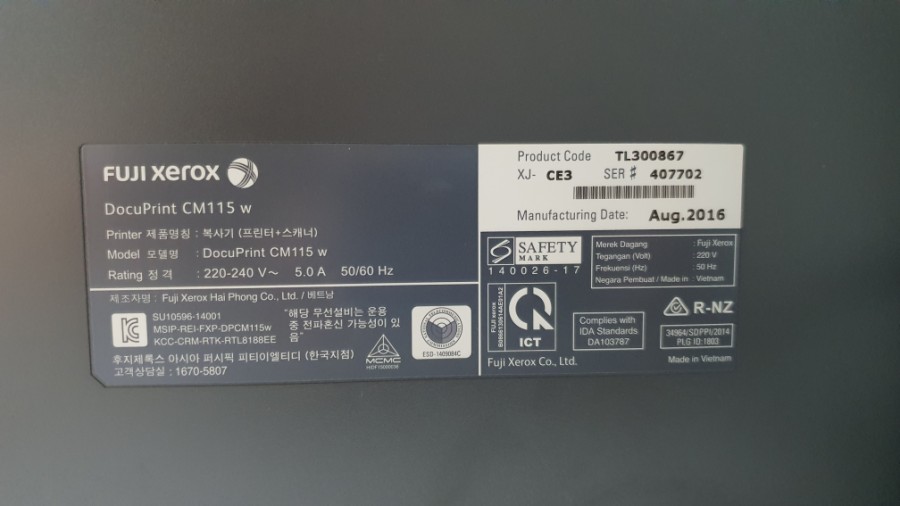 FUJI xerox
DocuPrint CM115 w
Printer 제품명칭 : 복사기 (프린터+스캐너)
Model 모델명 : DocuPrint CM115 w
Rating 정 격 : 220-240 V~ 5.0 A 50/60 Hz
제조자명 : Fuji Xerox Hai Phong Co., Ltd. / 베트남
SU10596-14001
MSIP-REI-FXP-DPCM115w
KCC-CRM-RTK-RTL8188EE
"해당 무선설비는 운용
중 전파혼신 가능성이 있
음"
후지제록스 아시아 퍼시픽 피티이엘티디 (한국지점)
고객상담실 : 1670-5807
MCMC
Product Code TL300867
XJ- CE3 SER # 407702
Manufacturing Date: Aug.2016
SAFETY
MARK
140026-17
Merek Dagang : Fuji Xerox
Tegangan (Volt) : 220 V
Frekuensi (Hz) : 50 Hz
Negara Pembuat / Made in : Vietnam
FUJI xerox
ICT
Fuji Xerox Co., Ltd.
Complies with
IDA Standards
DA103787
R-NZ
34964/SDPPI/2014
PLG ID:1803
Made in Vietnam